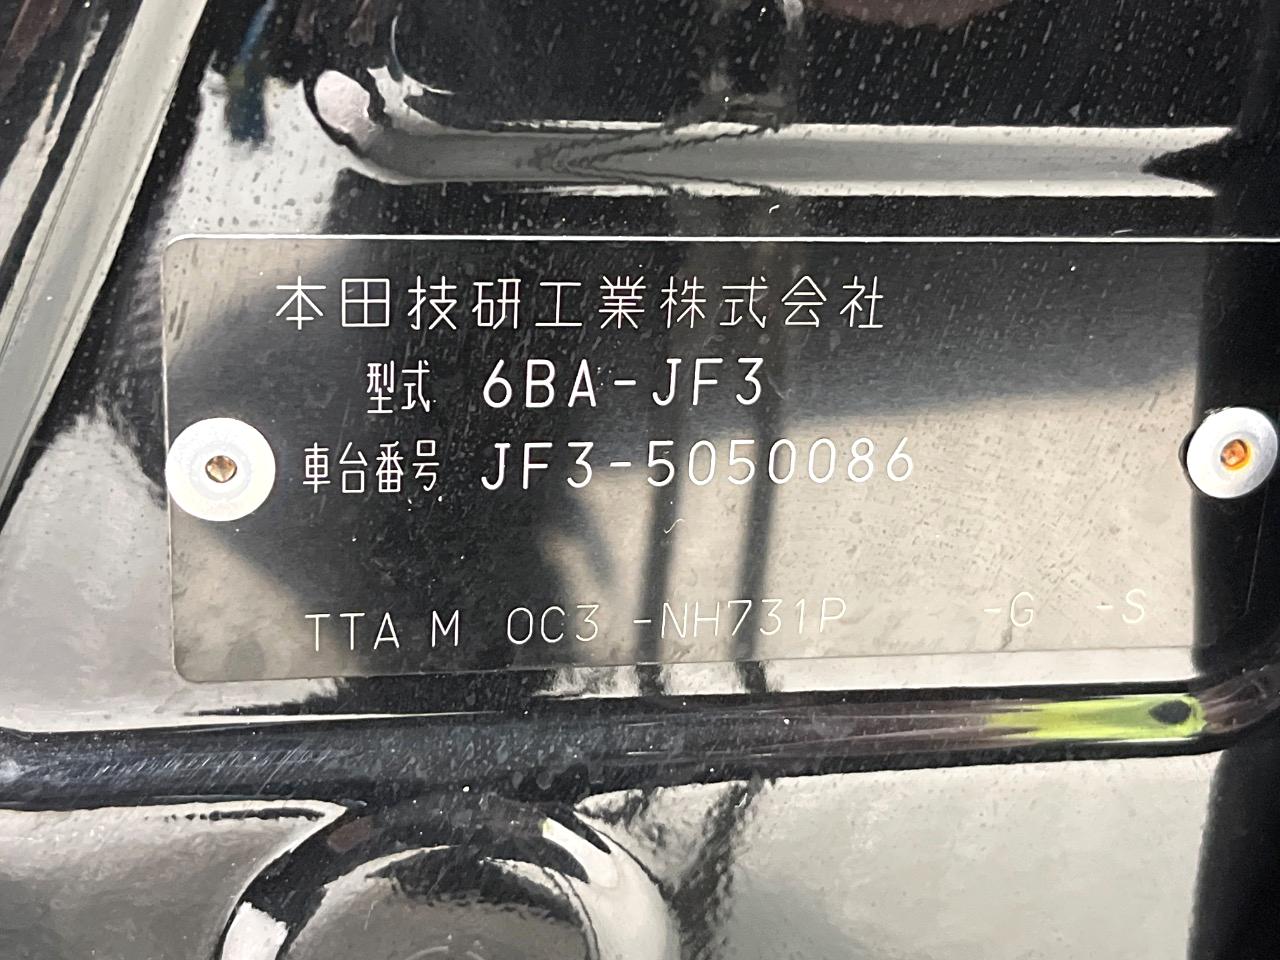 本田技研工業株式会社
型式 6BA-JF3
車台番号 JF3-5050086
TTA M 0C3 -NH731P -G -S